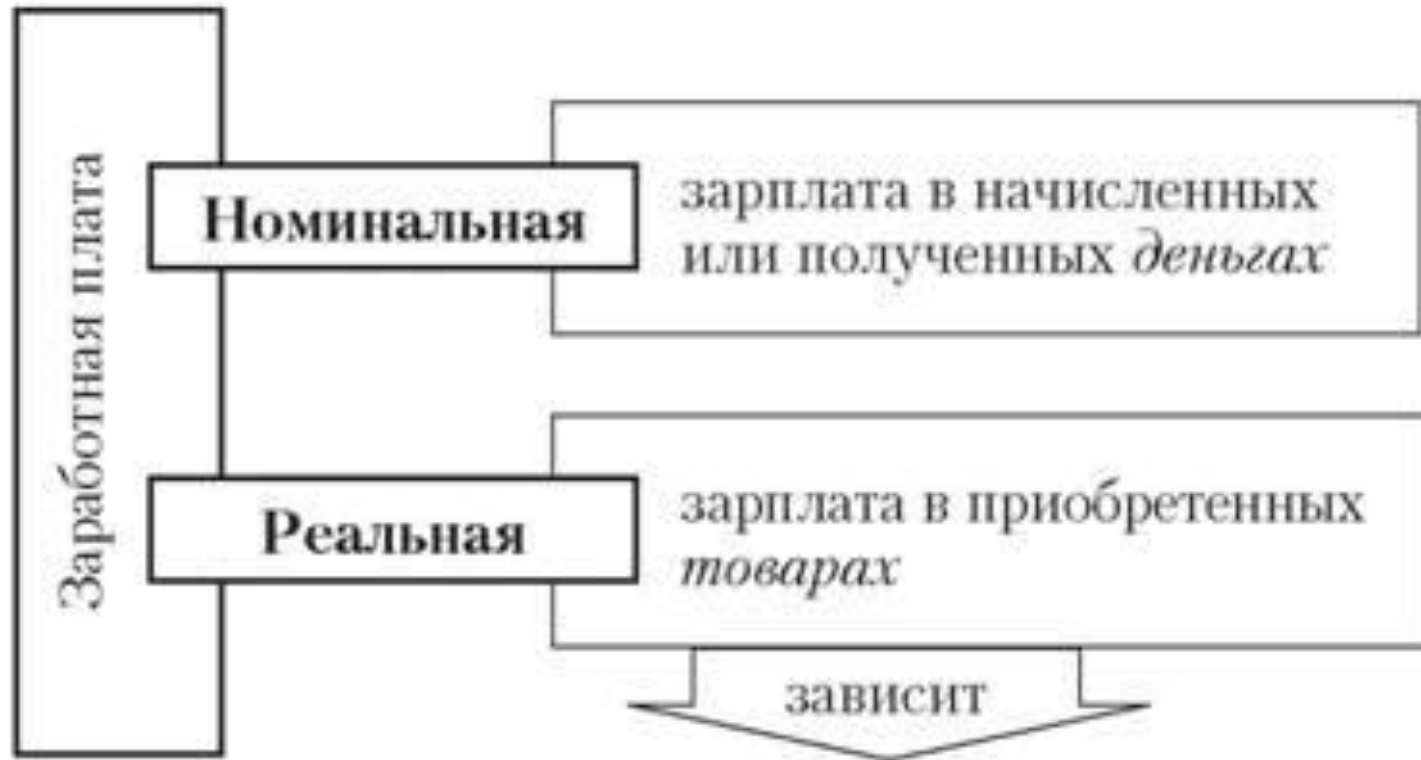 Заработная плата
Номинальная
зарплата в начисленных
или полученных деньгах
Реальная
зарплата в приобретенных
товарах
зависит